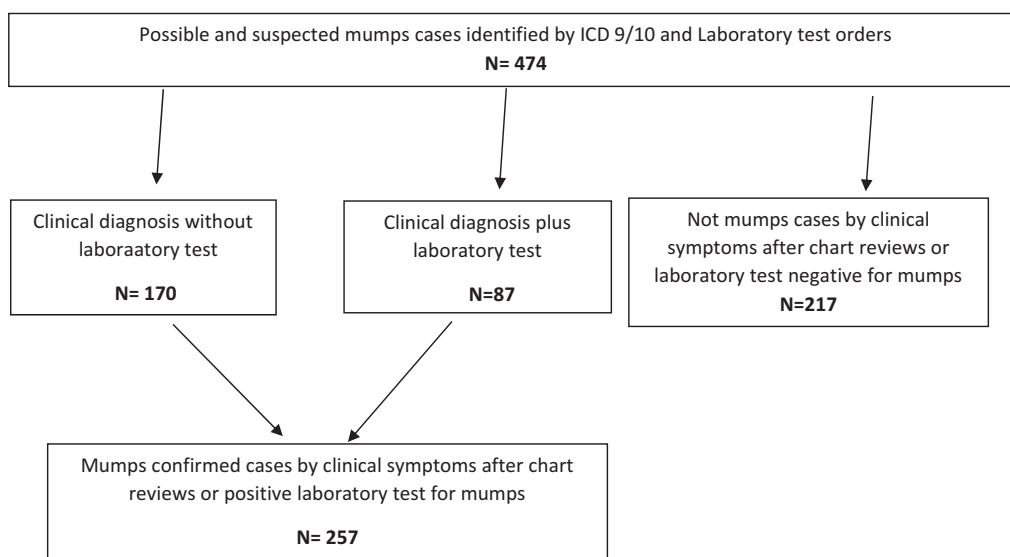 Possible and suspected mumps cases identified by ICD 9/10 and Laboratory test orders
N= 474
Clinical diagnosis without
laboraatory test
N= 170
Clinical diagnosis plus
laboratory test
N=87
Not mumps cases by clinical
symptoms after chart reviews or
laboratory test negative for mumps
N=217
Mumps confirmed cases by clinical symptoms after chart
reviews or positive laboratory test for mumps
N= 257